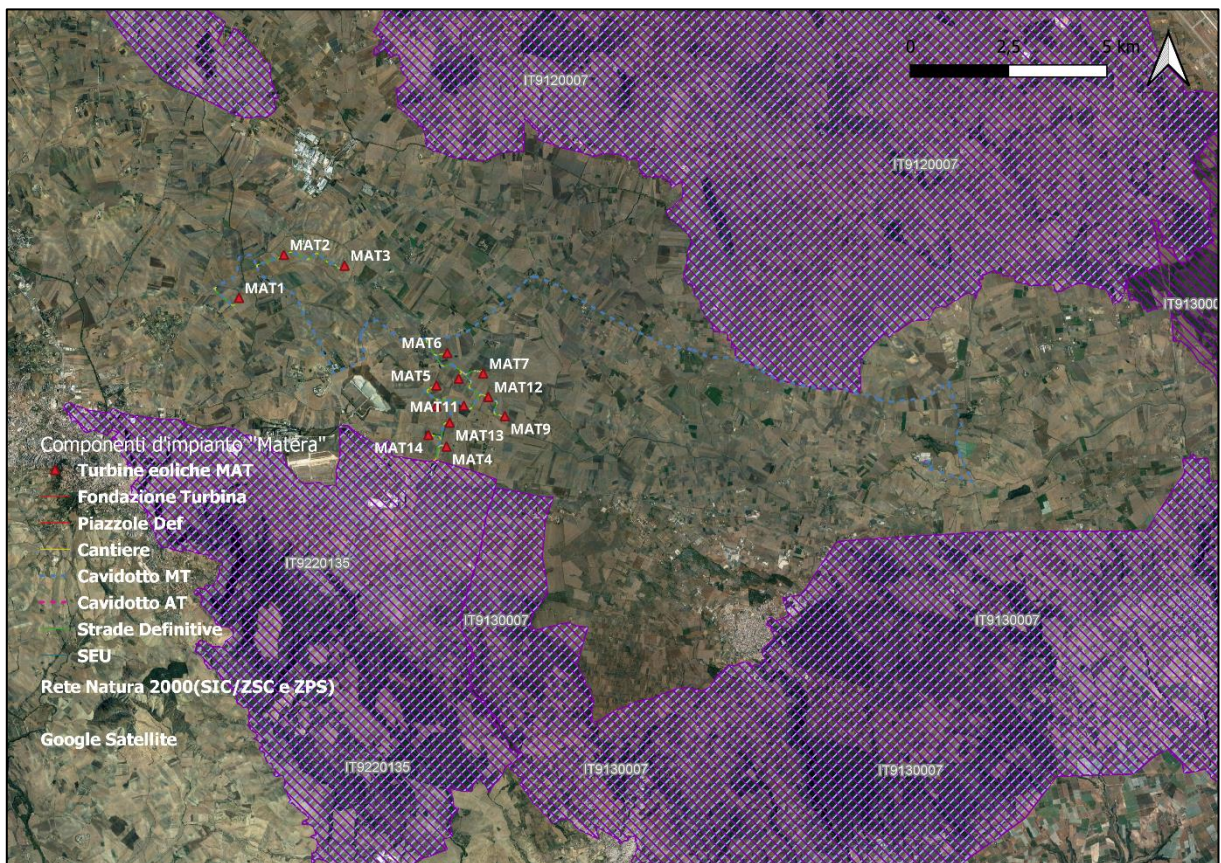 0 2,5 5 km
IT9120007
IT9120007
MAT2
MAT3
MAT1
IT913000
MAT6
MAT7
MAT5
MAT12
MAT11
MAT9
MAT13
MAT14
MAT4
Componenti d'impianto "Matera"
Turbine eoliche MAT
Fondazione Turbina
Piazzole Def
Cantiere
Cavidotto MT
Cavidotto AT
Strade Definitive
SEU
Rete Natura 2000(SIC/ZSC e ZPS)
Google Satellite
IT9220135
IT9130007
IT9130007
IT9220135
IT9130007
IT9130007